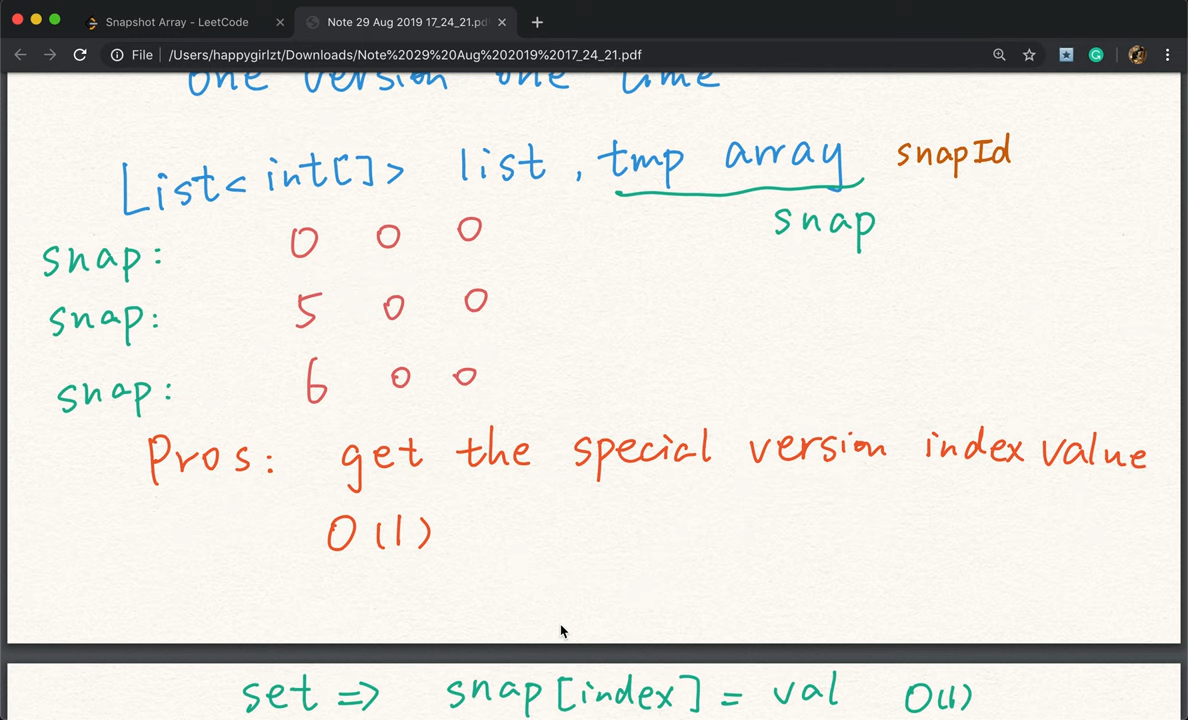 Snapshot Array - LeetCode
Note 29 Aug 2019 17_24_21.pd
File /Users/happygirlzt/Downloads/Note%2029%20Aug%202019%2017_24_21.pdf
one version one time
List<int[]> list, tmp array snapId
snap
snap: 0 0 0
snap: 5 0 0
snap: 6 0 0
Pros: get the special version index value
O(1)
set => snap[index] = val O(1)